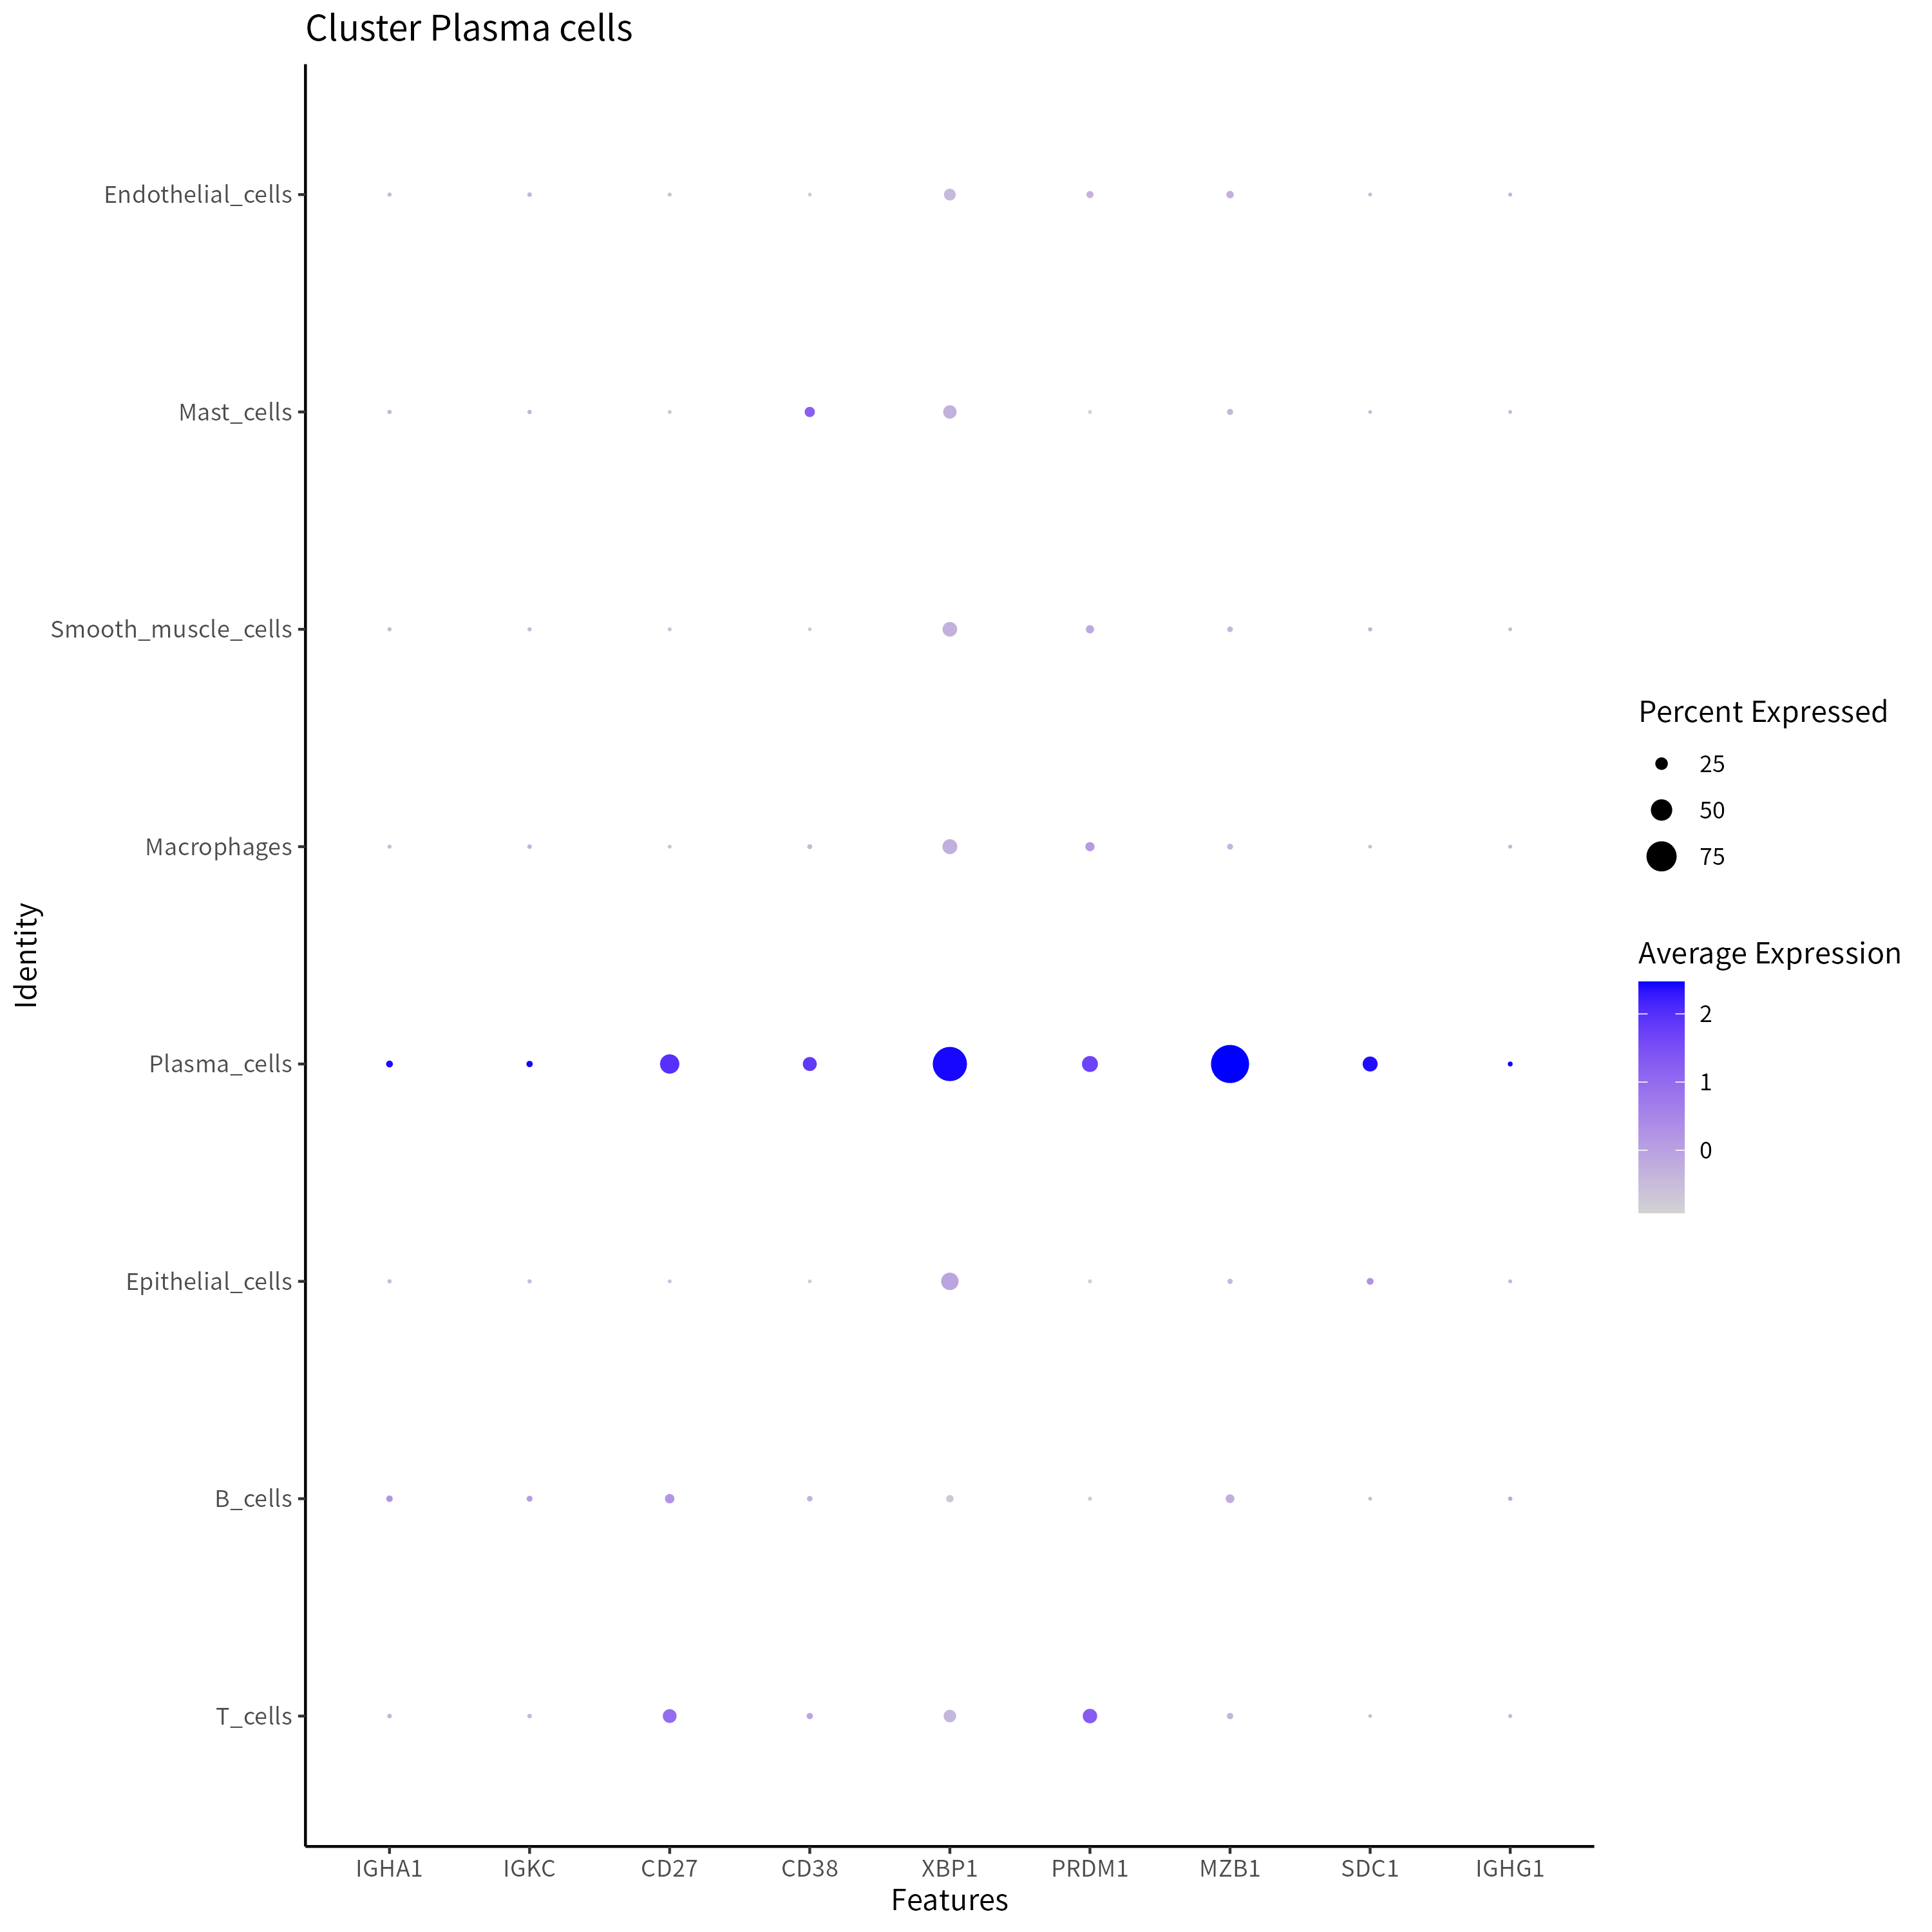 Cluster Plasma cells
Endothelial_cells
Mast_cells
Smooth_muscle_cells
Macrophages
Plasma_cells
Epithelial_cells
B_cells
T_cells
Identity
IGHA1 IGKC CD27 CD38 XBP1 PRDM1 MZB1 SDC1 IGHG1
Features
Percent Expressed
25
50
75
Average Expression
2
1
0